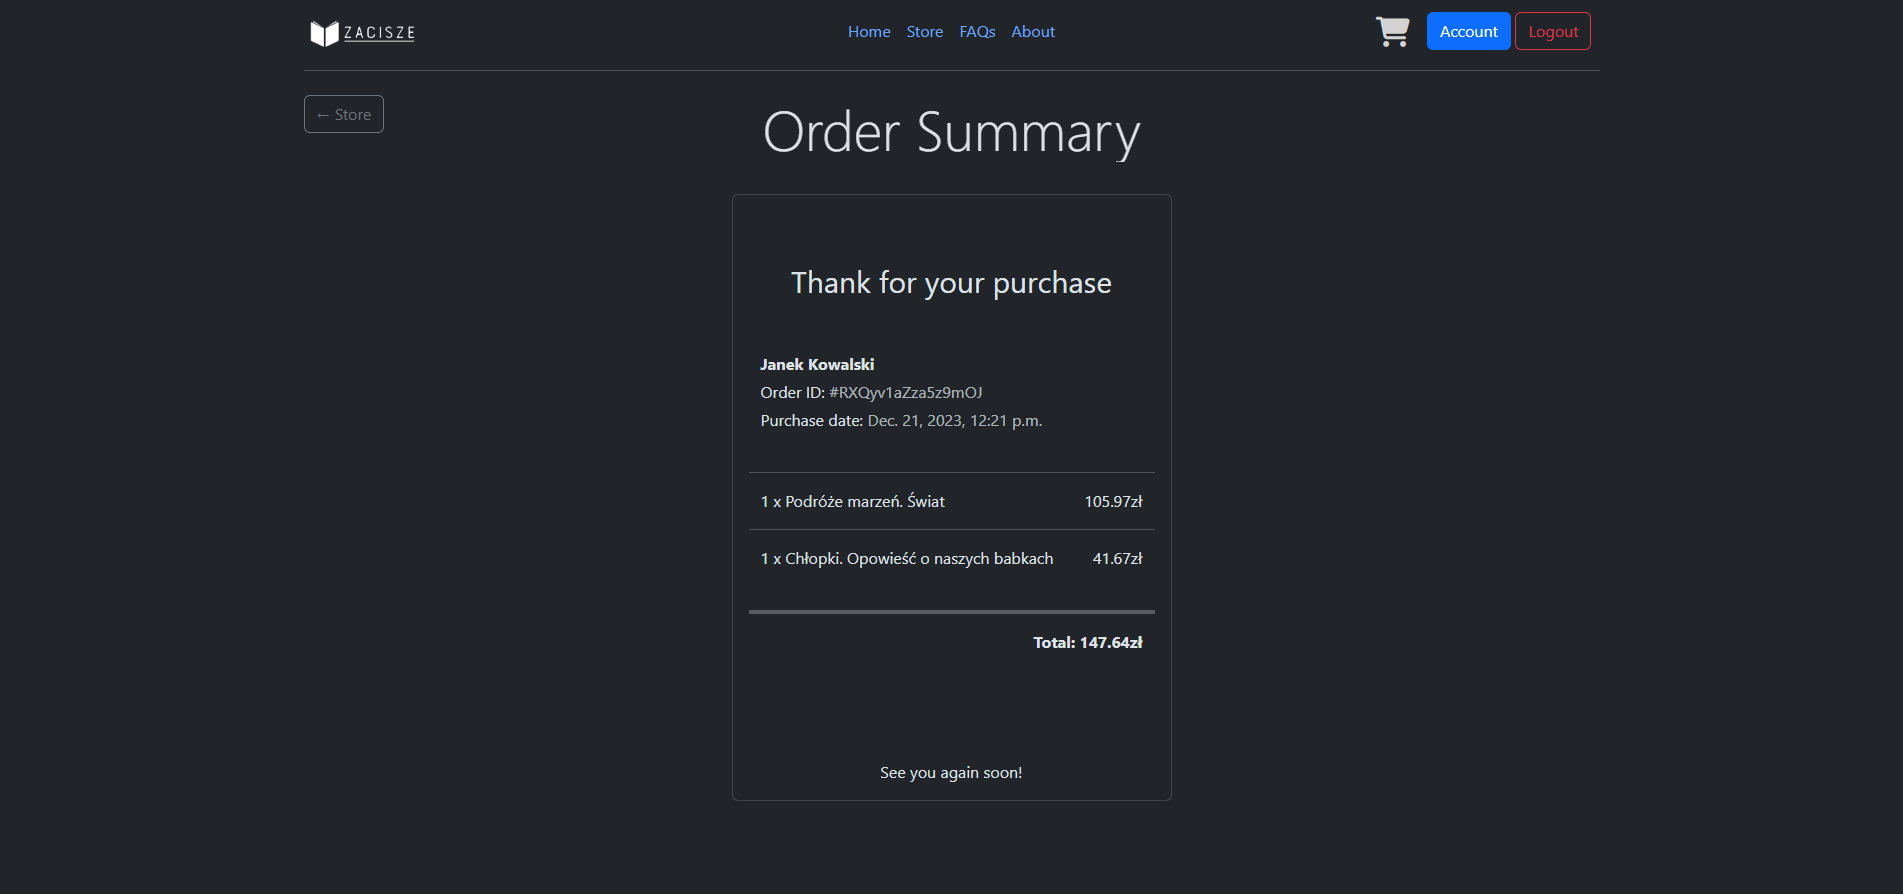 ZACISZE
Home Store FAQs About
Account Logout
← Store
Order Summary
Thank for your purchase
Janek Kowalski
Order ID: #RXQyv1aZza5z9mOJ
Purchase date: Dec. 21, 2023, 12:21 p.m.
1 x Podróże marzeń. Świat 105.97zł
1 x Chłopki. Opowieść o naszych babkach 41.67zł
Total: 147.64zł
See you again soon!